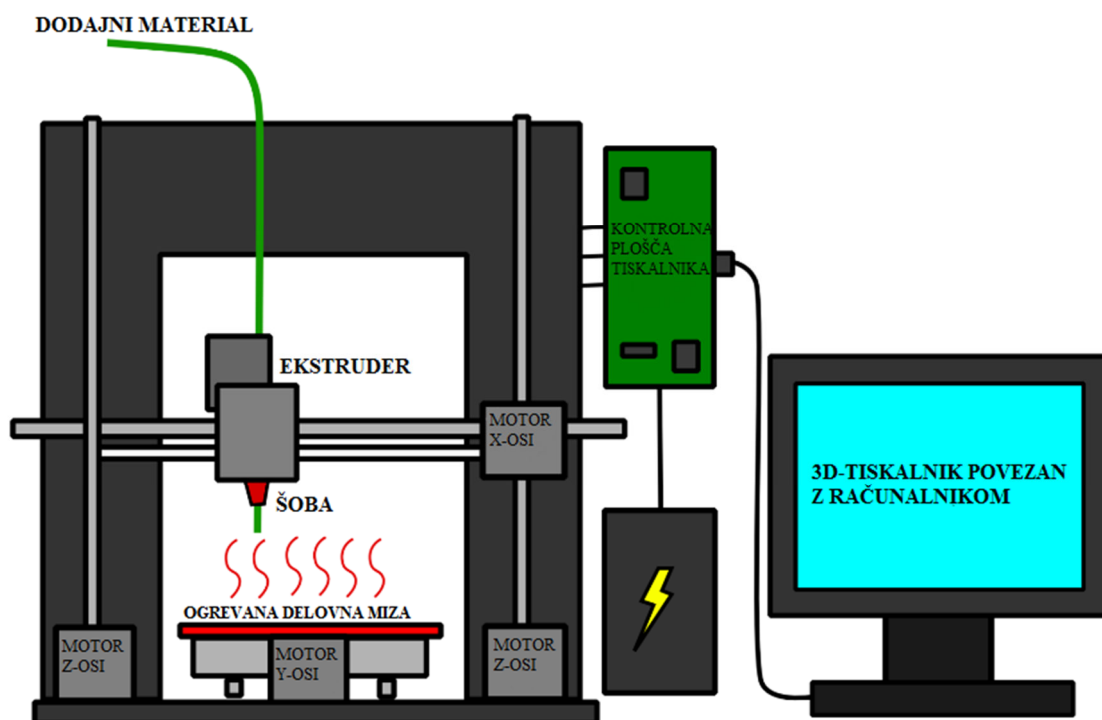 DODAJNI MATERIAL
KONTROLNA
PLOŠČA
TISKALNIKA
EKSTRUDER
MOTOR
X-OSI
3D-TISKALNIK POVEZAN
Z RAČUNALNIKOM
ŠOBA
OGREVANA DELOVNA MIZA
MOTOR
Z-OSI
MOTOR
Y-OSI
MOTOR
Z-OSI